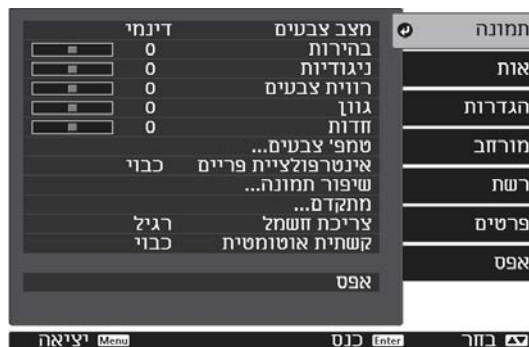 תמונה
אות
הגדרות
מורחב
רשת
פרטים
אפס
מצב צבעים דינמי
בהירות 0
ניגודיות 0
רווית צבעים 0
גוון 0
חדות 0
טמפ' צבעים...
אינטרפולציית פריים כבוי
שיפור תמונה...
מתקדם...
צריכת חשמל רגיל
קשתית אוטומטית כבוי
אפס
בחר Enter כנס Menu יציאה